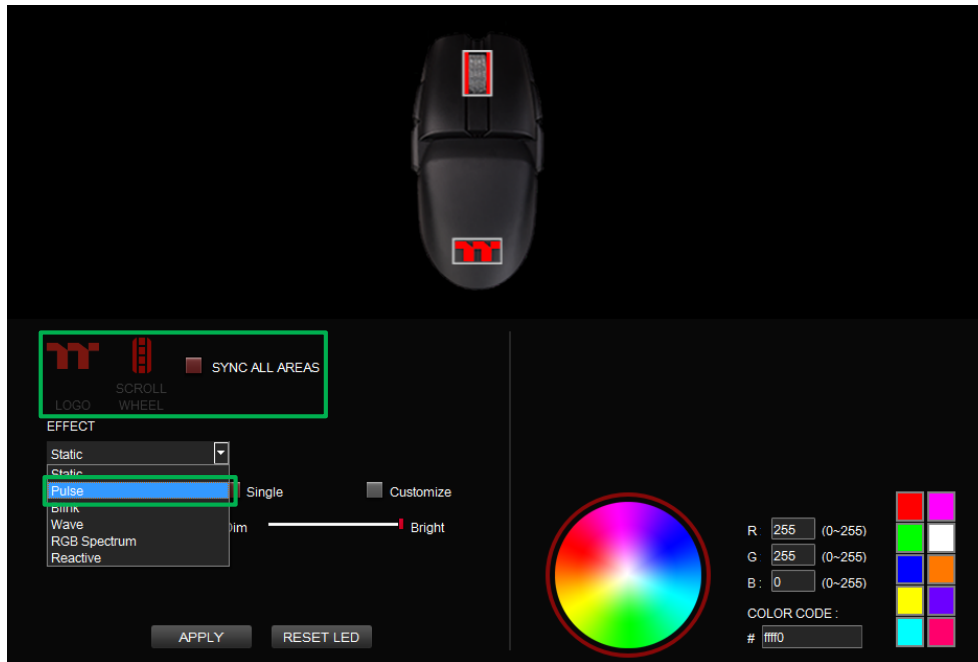 SYNC ALL AREAS
SCROLL
LOGO WHEEL
EFFECT
Static
Static
Pulse
Single
Customize
Blink
Wave
Dim
Bright
RGB Spectrum
Reactive
R: 255 (0~255)
G: 255 (0~255)
B: 0 (0~255)
COLOR CODE :
# ffff0
APPLY
RESET LED